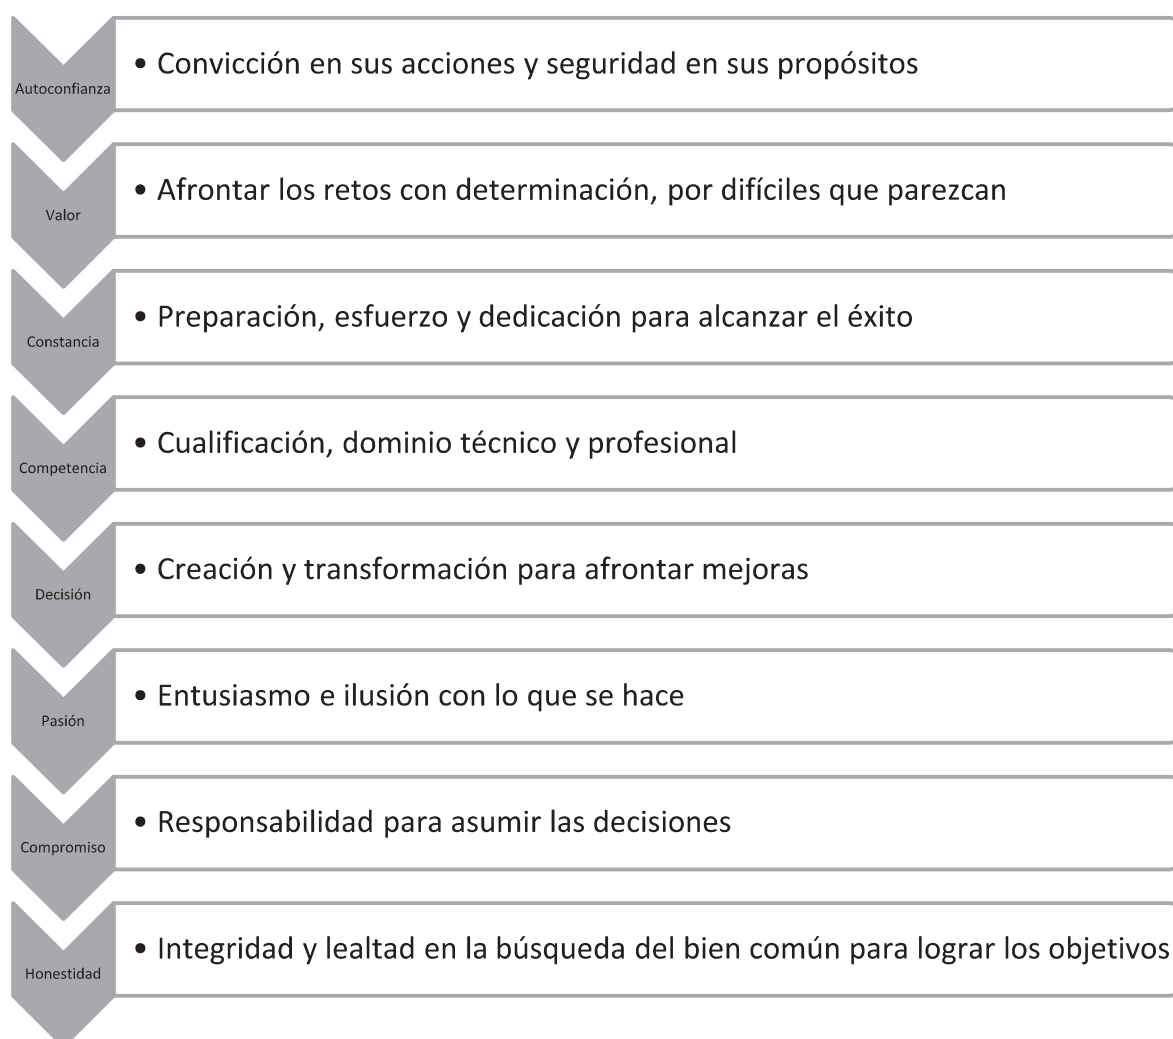 Autoconfianza
• Convicción en sus acciones y seguridad en sus propósitos
Valor
• Afrontar los retos con determinación, por difíciles que parezcan
Constancia
• Preparación, esfuerzo y dedicación para alcanzar el éxito
Competencia
• Cualificación, dominio técnico y profesional
Decisión
• Creación y transformación para afrontar mejoras
Pasión
• Entusiasmo e ilusión con lo que se hace
Compromiso
• Responsabilidad para asumir las decisiones
Honestidad
• Integridad y lealtad en la búsqueda del bien común para lograr los objetivos